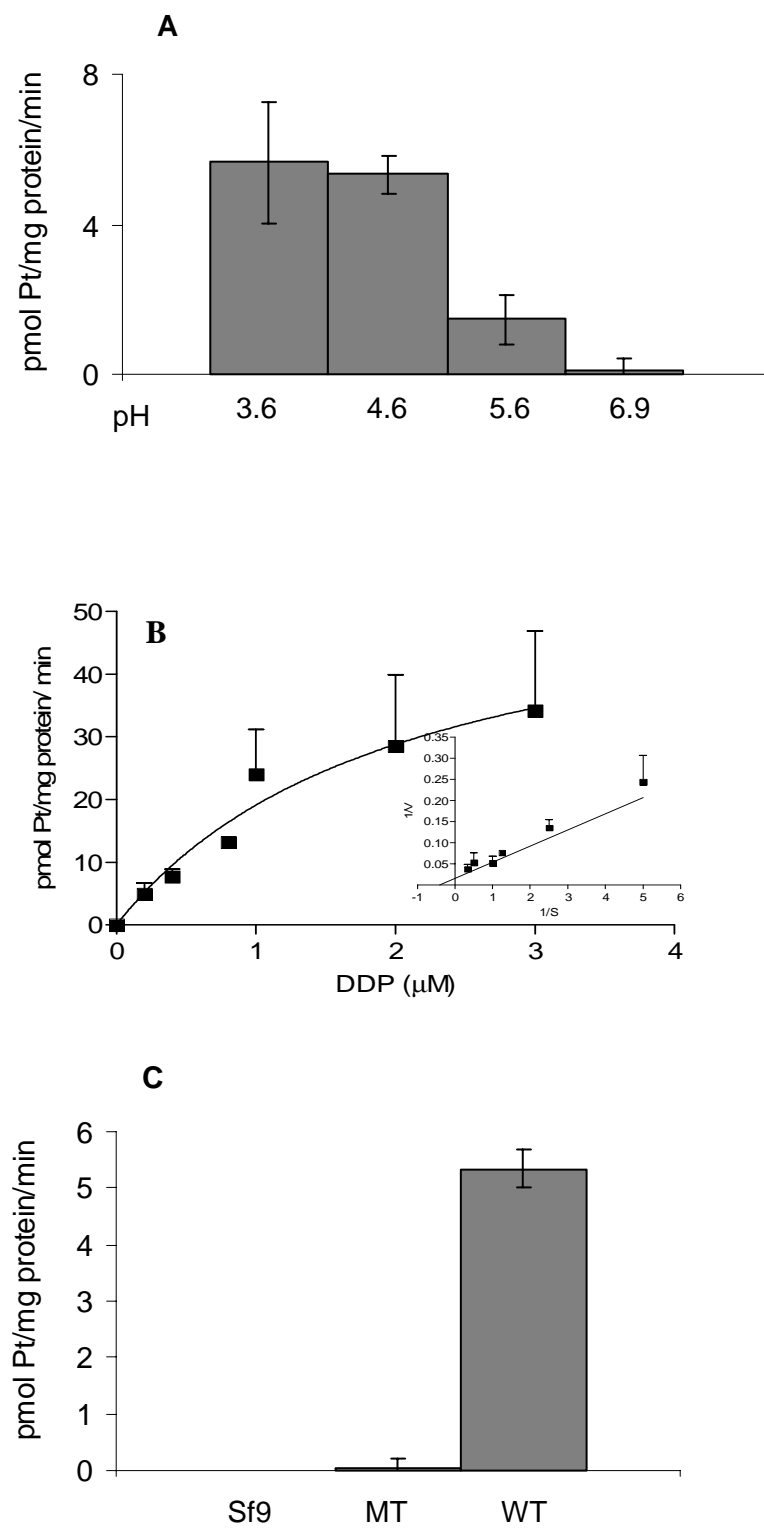 A
pmol Pt/mg protein/min
8
4
0
pH
3.6 4.6 5.6 6.9
B
pmol Pt/mg protein/ min
50
40
30
20
10
0
0 1 2 3 4
DDP (μM)
1/V
0.35
0.30
0.25
0.20
0.15
0.10
0.05
-1 0 1 2 3 4 5 6
1/S
C
pmol Pt/mg protein/min
6
5
4
3
2
1
0
Sf9 MT WT